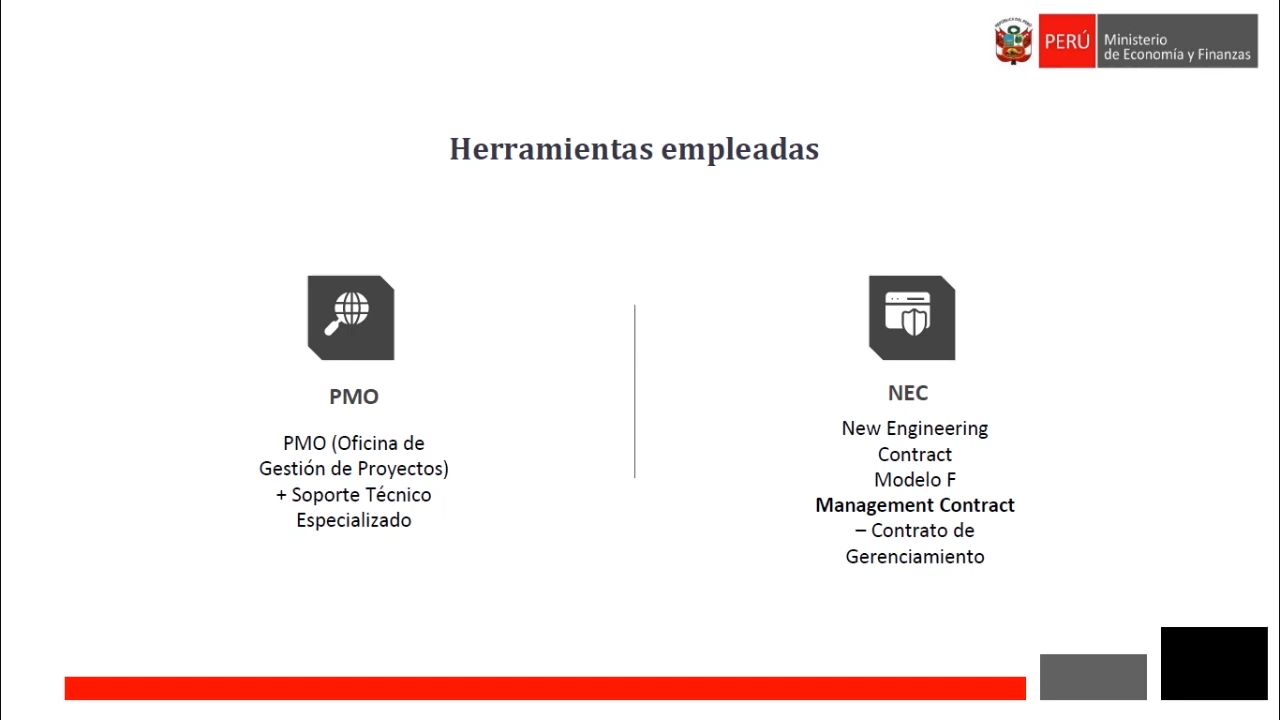 PERÚ
Ministerio
de Economía y Finanzas
Herramientas empleadas
PMO
PMO (Oficina de
Gestión de Proyectos)
+ Soporte Técnico
Especializado
NEC
New Engineering
Contract
Modelo F
Management Contract
– Contrato de
Gerenciamiento